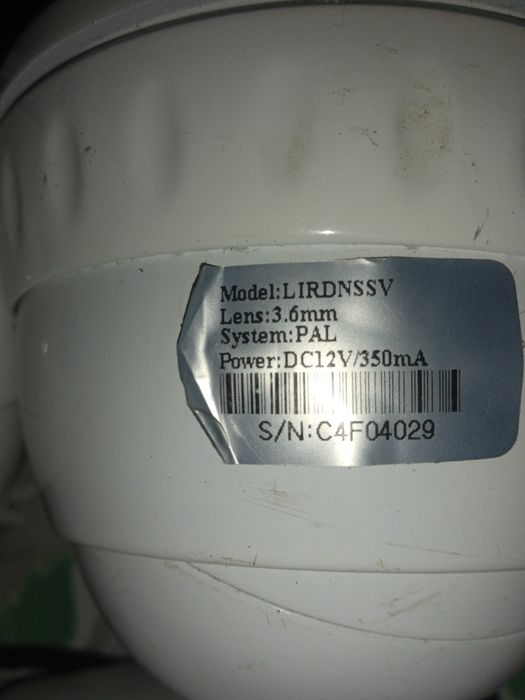 Model:LIRDNSSV
Lens:3.6mm
System:PAL
Power:DC12V/350mA
S/N:C4F04029